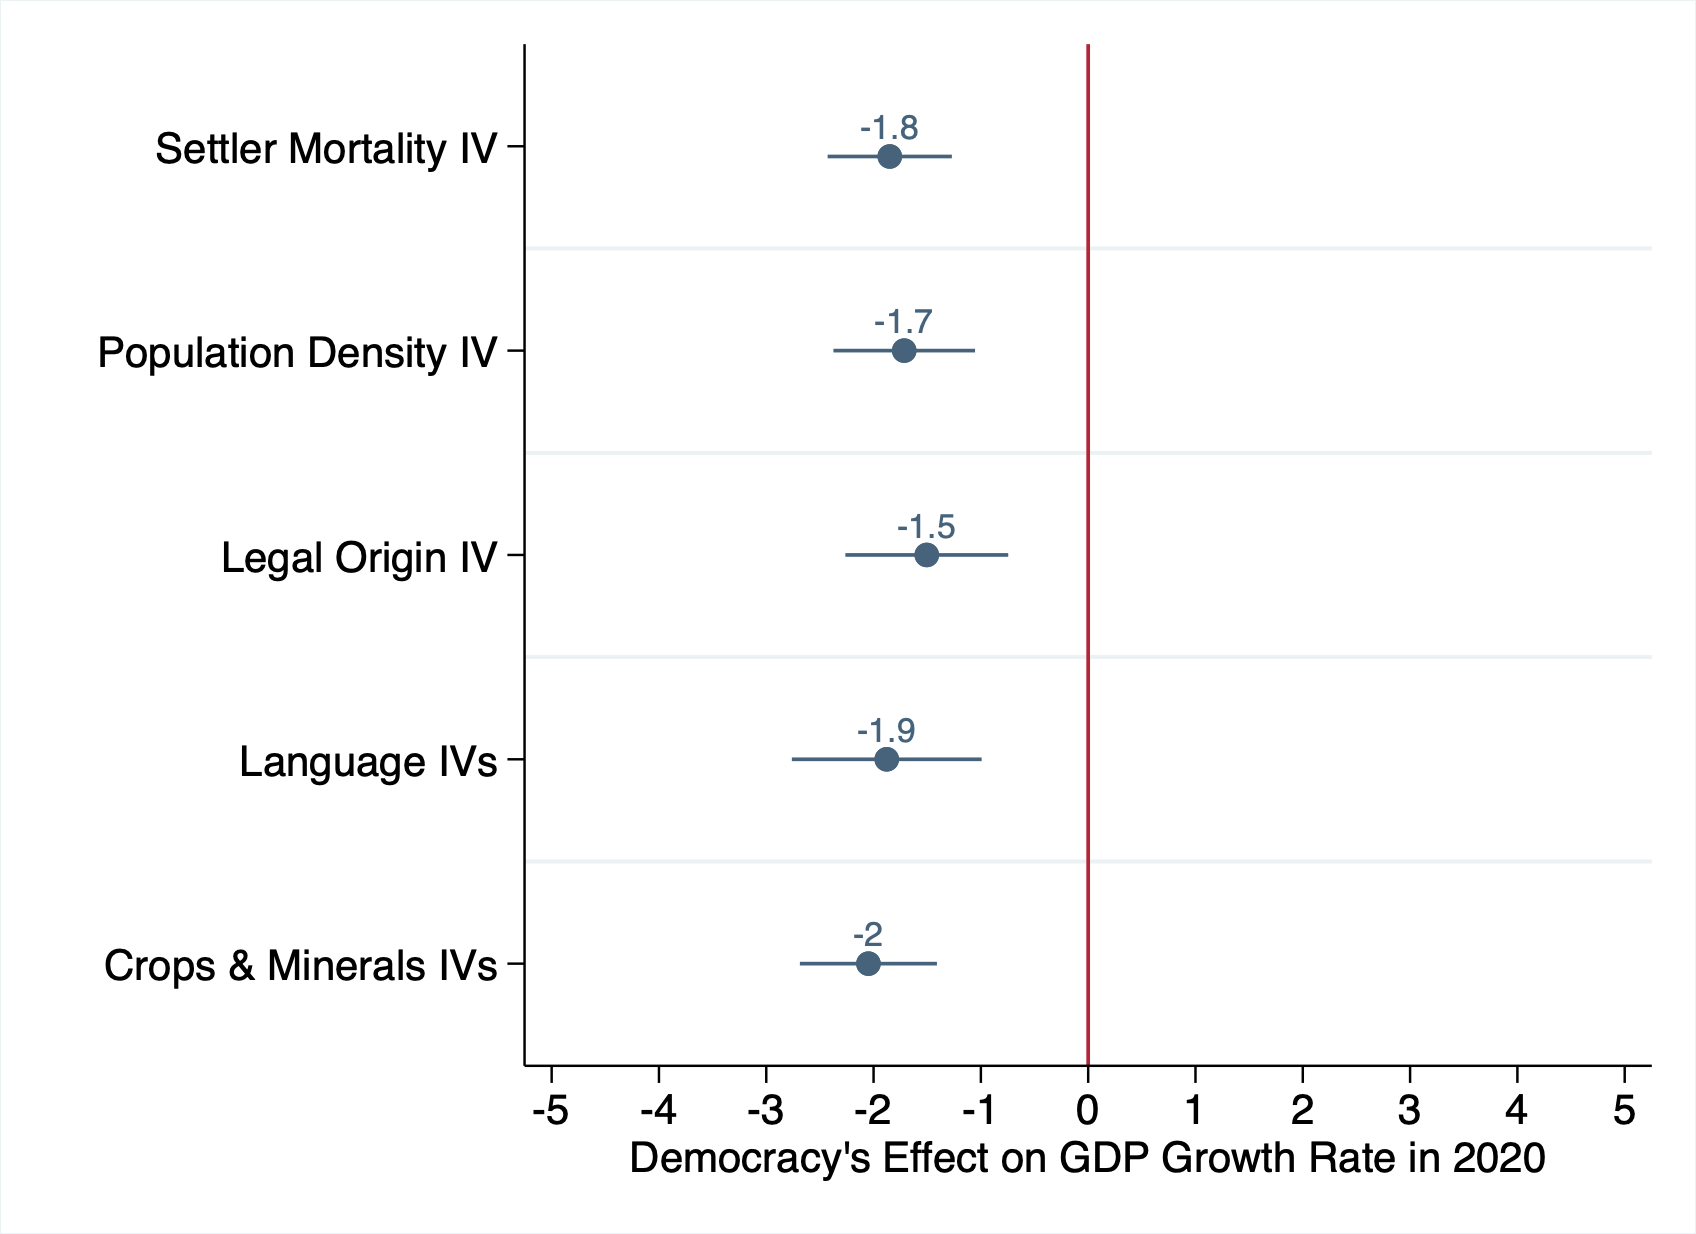 Settler Mortality IV
-1.8
Population Density IV
-1.7
Legal Origin IV
-1.5
Language IVs
-1.9
Crops & Minerals IVs
-2
-5 -4 -3 -2 -1 0 1 2 3 4 5
Democracy's Effect on GDP Growth Rate in 2020